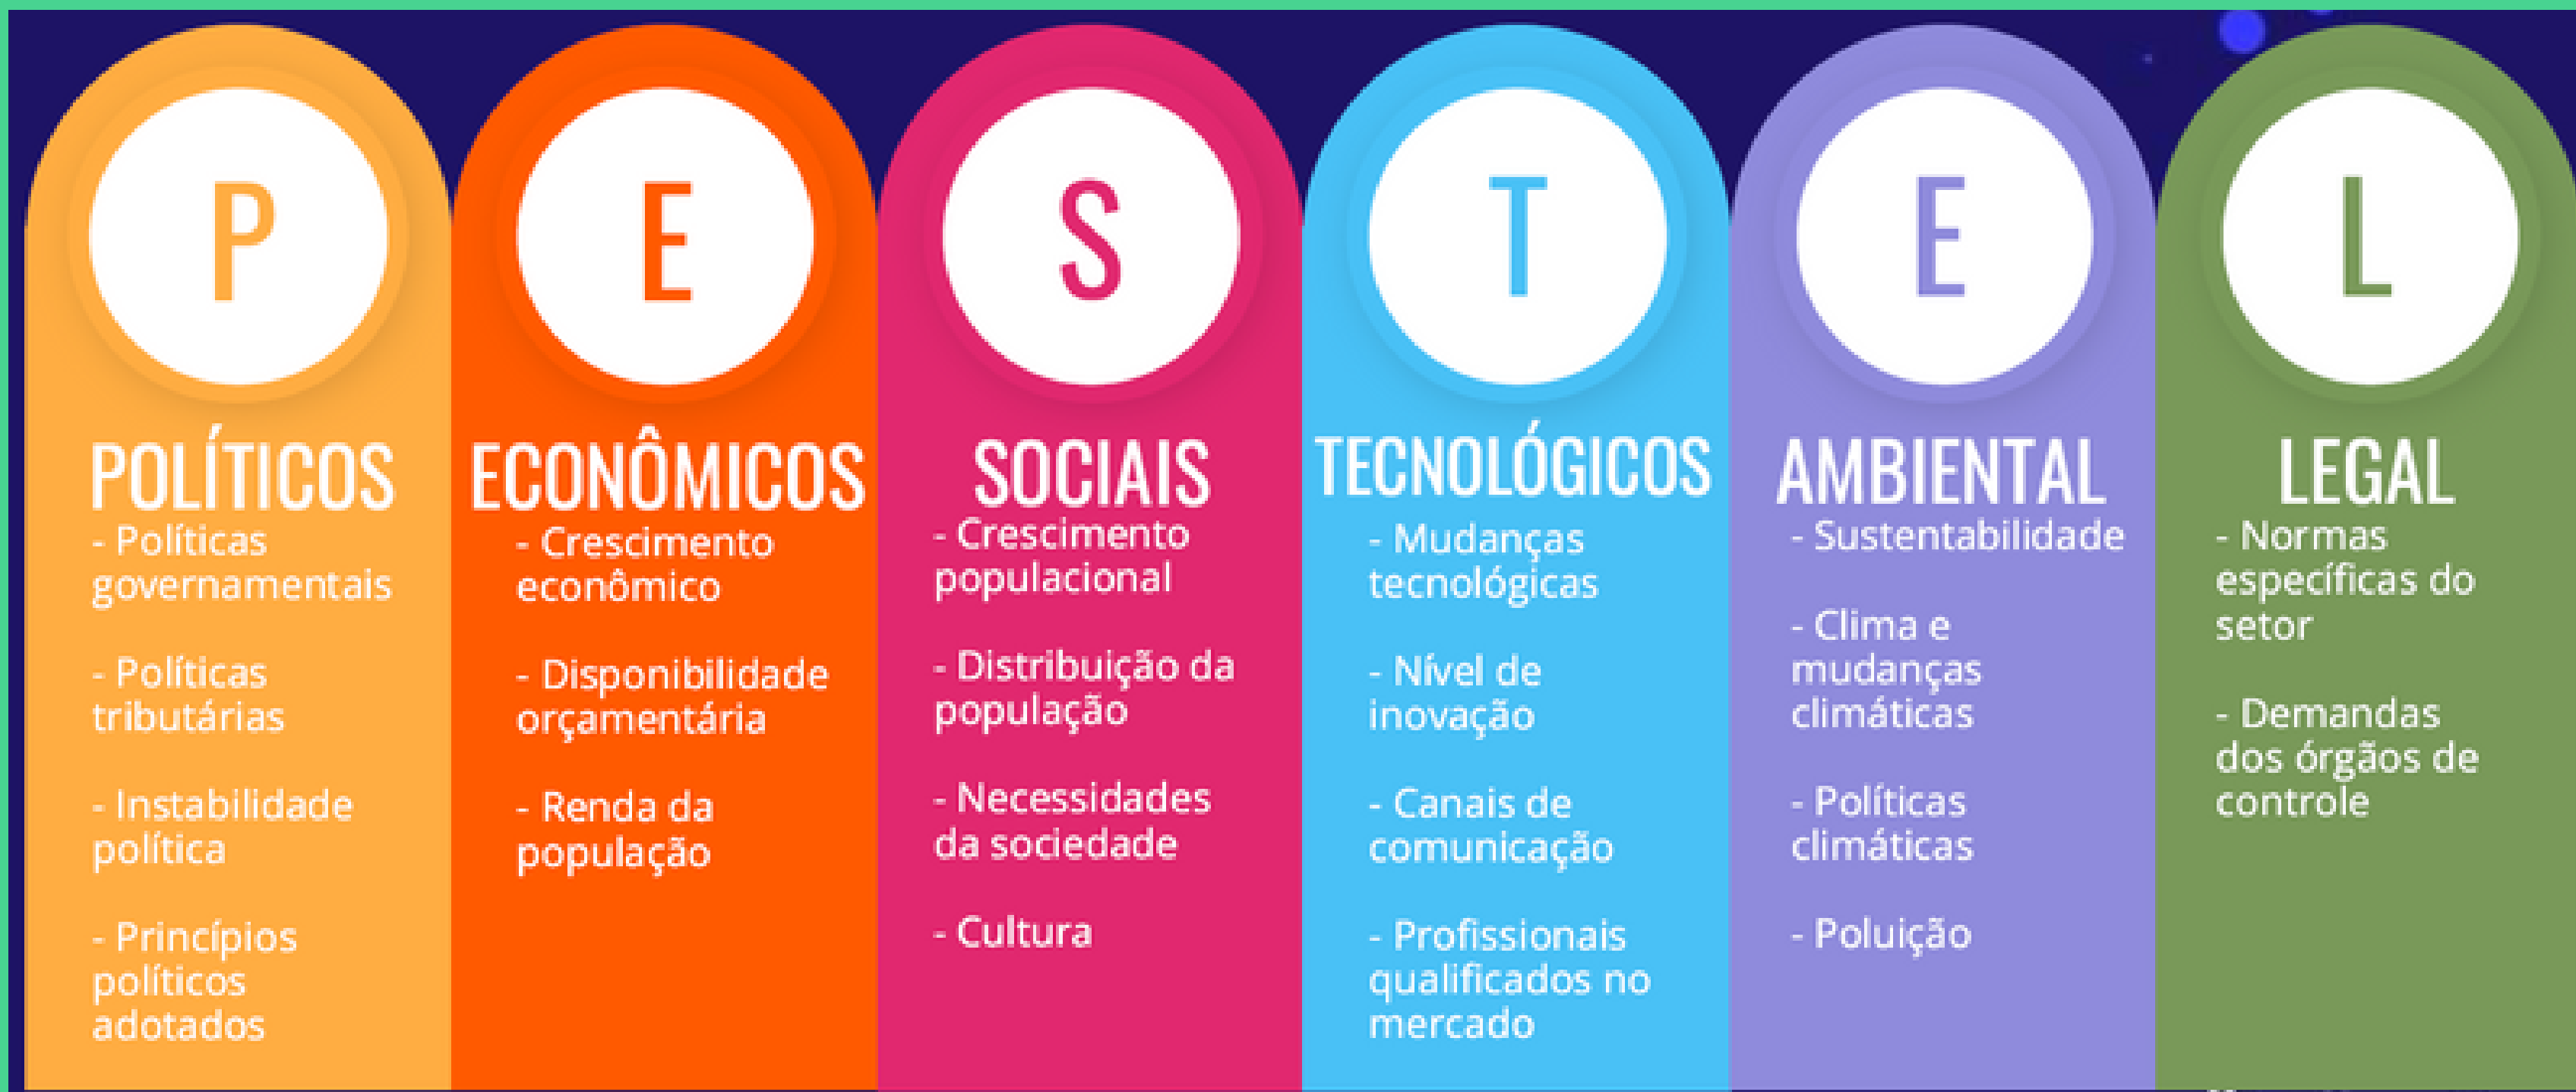 P
POLÍTICOS
- Políticas
governamentais
- Políticas
tributárias
- Instabilidade
política
- Princípios
políticos
adotados
E
ECONÔMICOS
- Crescimento
econômico
- Disponibilidade
orçamentária
- Renda da
população
S
SOCIAIS
- Crescimento
populacional
- Distribuição da
população
- Necessidades
da sociedade
- Cultura
T
TECNOLÓGICOS
- Mudanças
tecnológicas
- Nível de
inovação
- Canais de
comunicação
- Profissionais
qualificados no
mercado
E
AMBIENTAL
- Sustentabilidade
- Clima e
mudanças
climáticas
- Políticas
climáticas
- Poluição
L
LEGAL
- Normas
específicas do
setor
- Demandas
dos órgãos de
controle